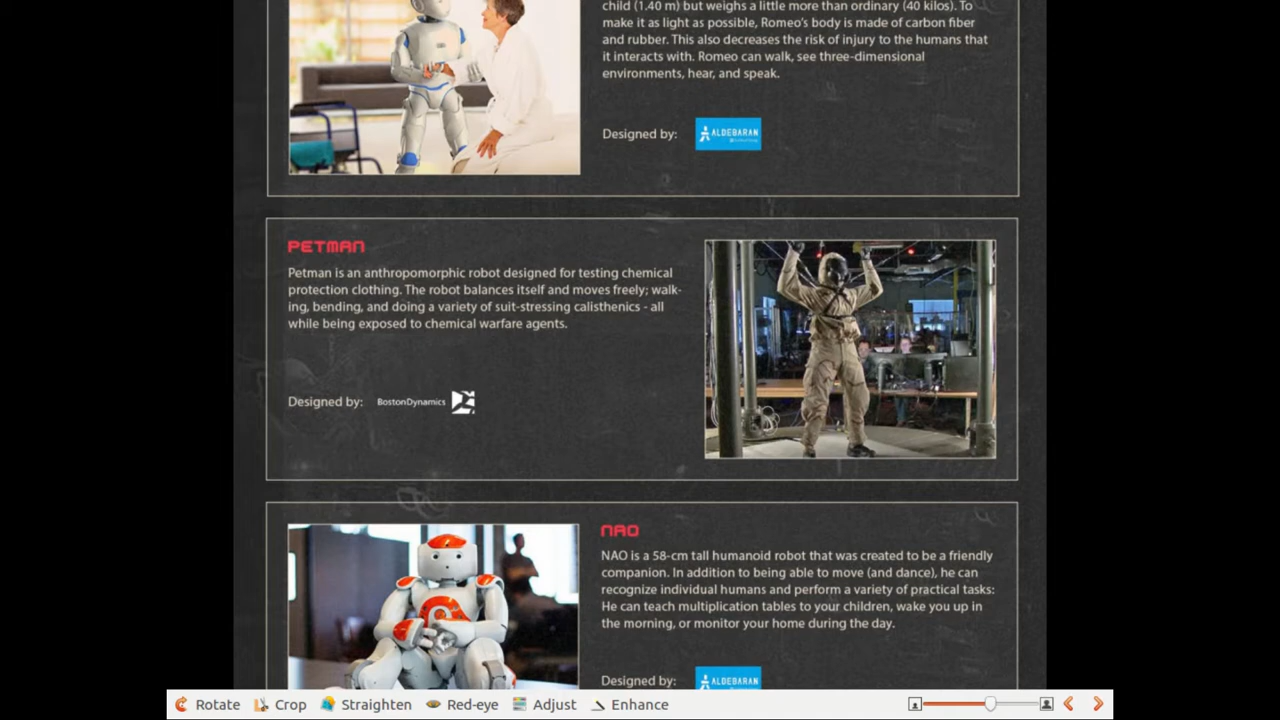 child (1.40 m) but weighs a little more than ordinary (40 kilos). To
make it as light as possible, Romeo's body is made of carbon fiber
and rubber. This also decreases the risk of injury to the humans that
it interacts with. Romeo can walk, see three-dimensional
environments, hear, and speak.
Designed by: ALDEBARAN
PETMAN
Petman is an anthropomorphic robot designed for testing chemical
protection clothing. The robot balances itself and moves freely; walk-
ing, bending, and doing a variety of suit-stressing calisthenics - all
while being exposed to chemical warfare agents.
Designed by: BostonDynamics
NAO
NAO is a 58-cm tall humanoid robot that was created to be a friendly
companion. In addition to being able to move (and dance), he can
recognize individual humans and perform a variety of practical tasks:
He can teach multiplication tables to your children, wake you up in
the morning, or monitor your home during the day.
Designed by: ALDEBARAN
Rotate Crop Straighten Red-eye Adjust Enhance